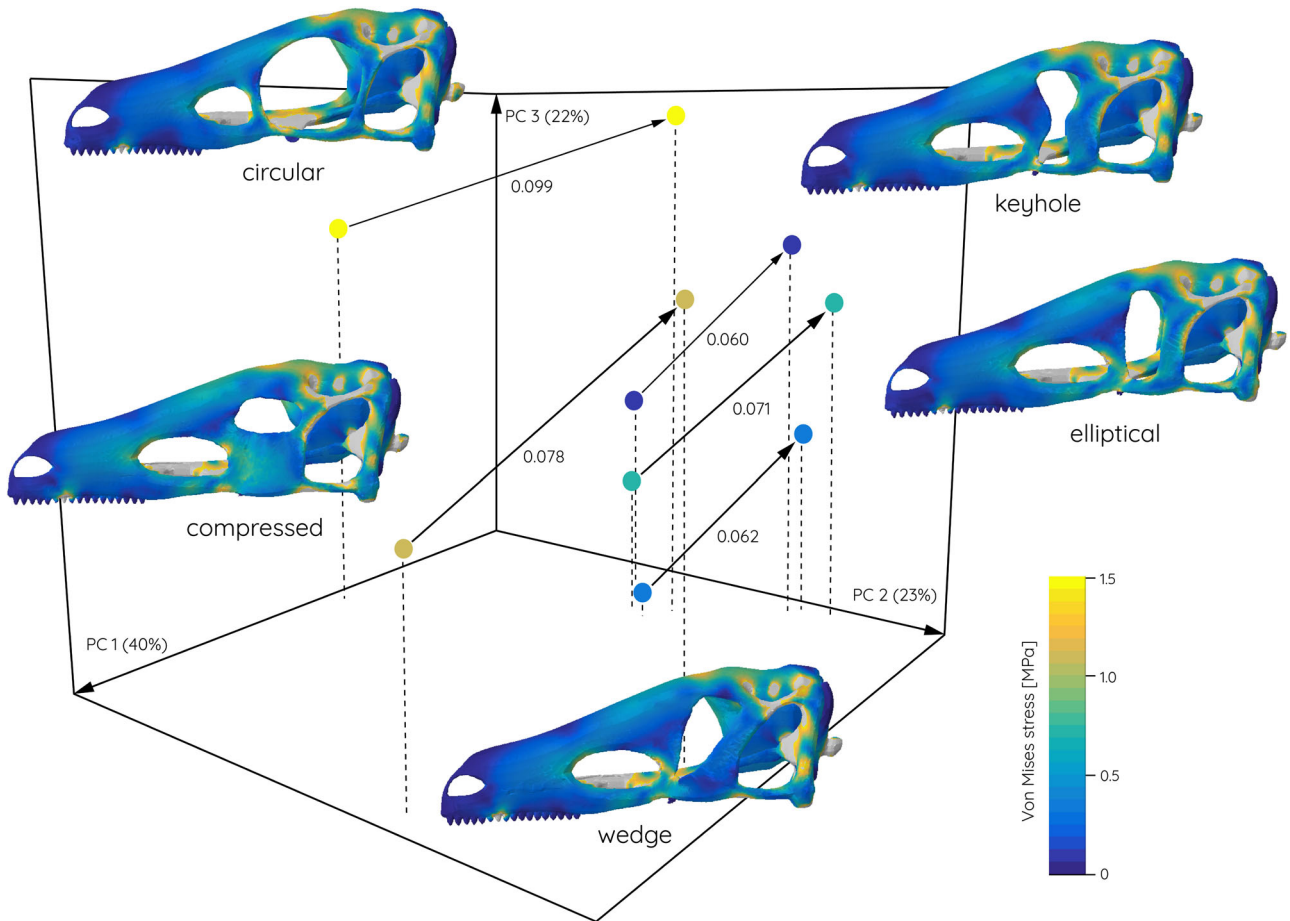 PC 3 (22%)
circular
0.099
keyhole
0.060
0.071
elliptical
0.078
compressed
0.062
PC 2 (23%)
PC 1 (40%)
1.5
1.0
0.5
0
Von Mises stress [MPa]
wedge